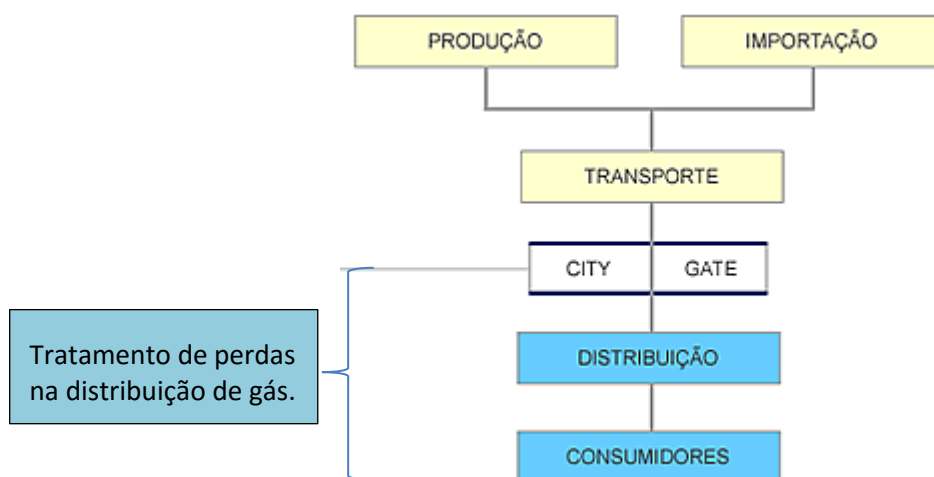 PRODUÇÃO
IMPORTAÇÃO
TRANSPORTE
CITY
GATE
Tratamento de perdas
na distribuição de gás.
DISTRIBUIÇÃO
CONSUMIDORES